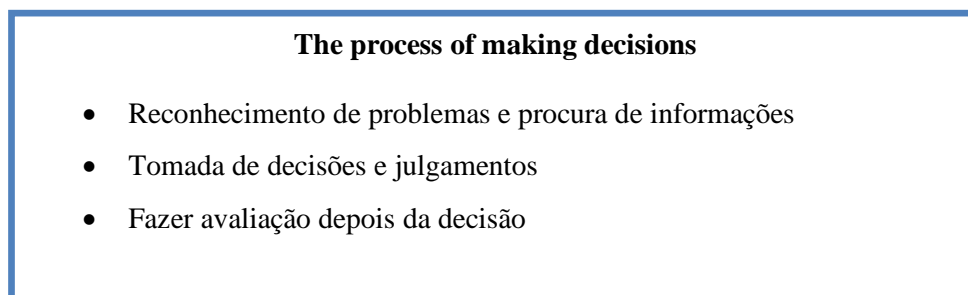 The process of making decisions
• Reconhecimento de problemas e procura de informações
• Tomada de decisões e julgamentos
• Fazer avaliação depois da decisão